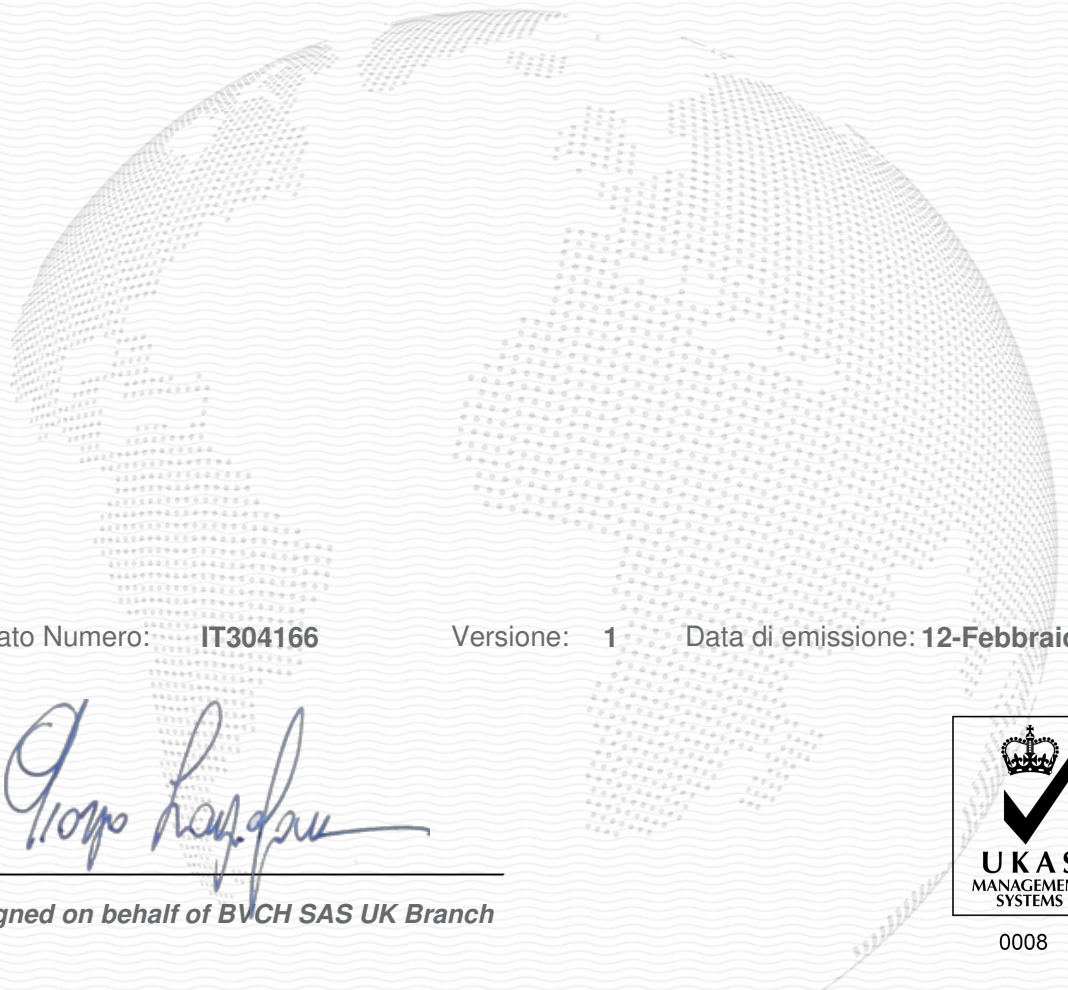 ato Numero: IT304166 Versione: 1 Data di emissione: 12-Febbraio
gned on behalf of BVCH SAS UK Branch
UKAS
MANAGEMEN
SYSTEMS
0008